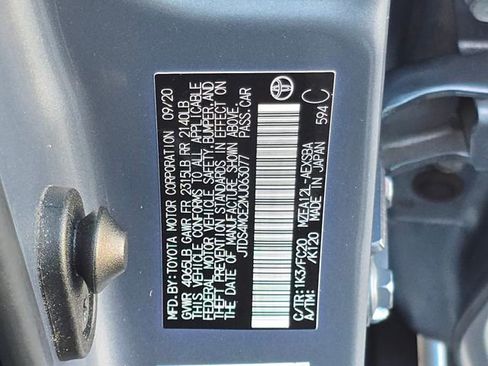 MFD.BY:TOYOTA MOTOR CORPORATION 09/20
GVWR 4065LB GAWR FR 2315LB RR 2140LB
THIS VEHICLE CONFORMS TO ALL APPLICABLE
FEDERAL MOTOR VEHICLE SAFETY, BUMPER, AND
THEFT PREVENTION STANDARDS IN EFFECT ON
THE DATE OF MANUFACTURE SHOWN ABOVE.
JTDS4MCE2MJ063077 PASS.CAR
C/TR:1K3/FC20 MZEA12L-AEXSBA
A/TM: /K120 MADE IN JAPAN
594 C